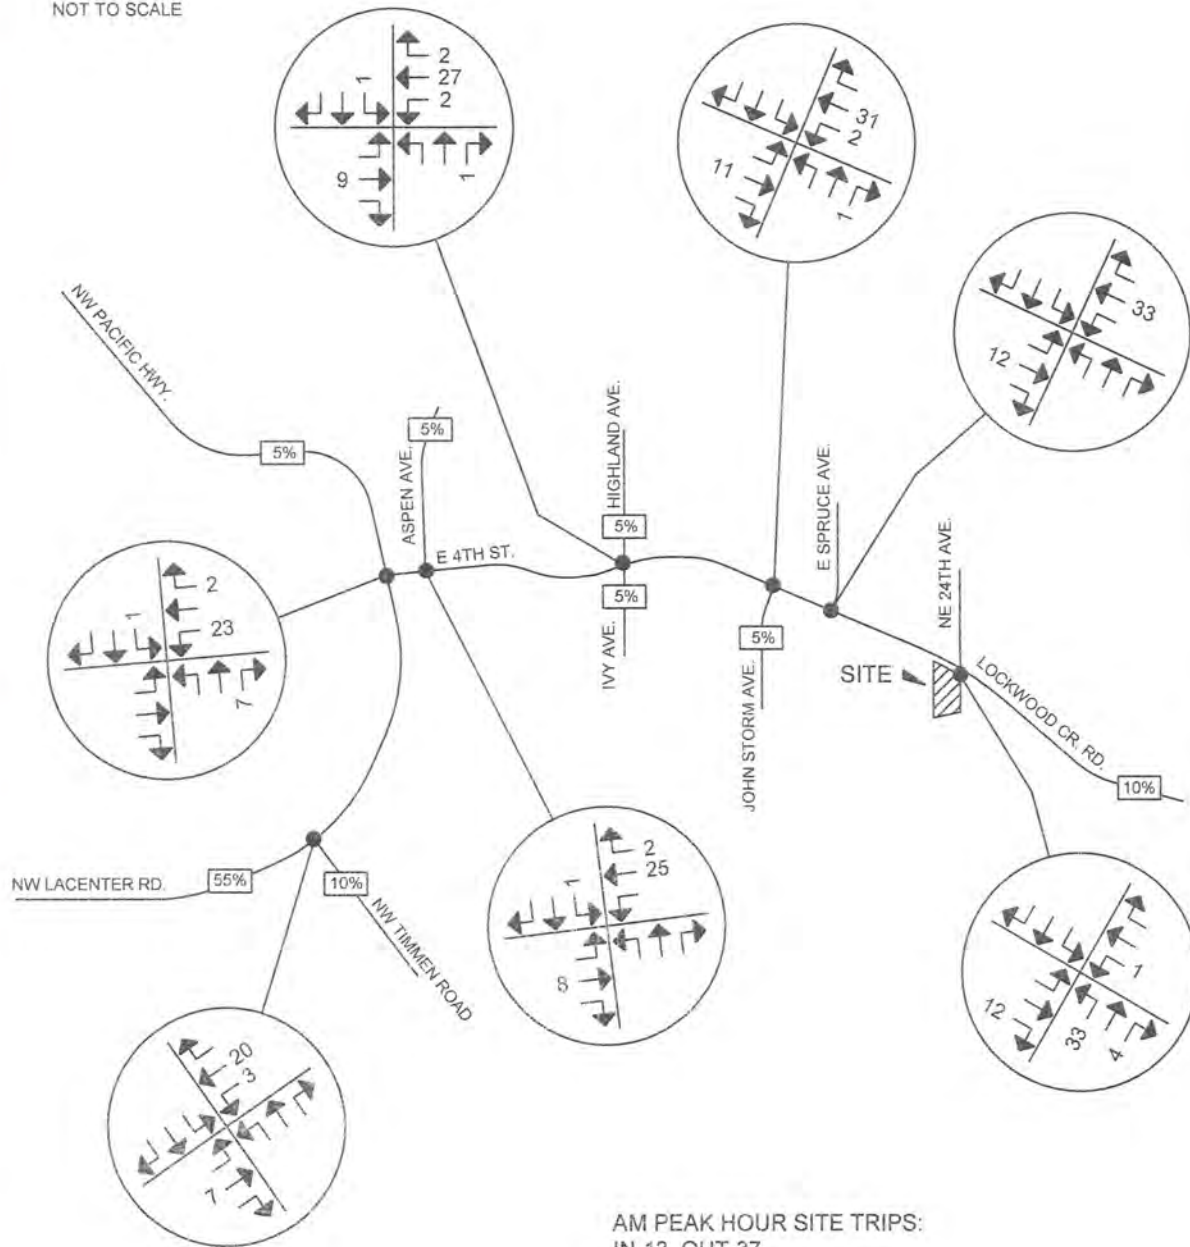 NOT TO SCALE
2
27
2
1
9
1
31
2
11
1
33
12
NW PACIFIC HWY.
5%
ASPEN AVE.
5%
HIGHLAND AVE.
5%
E 4TH ST.
IVY AVE.
5%
E SPRUCE AVE.
JOHN STORM AVE.
5%
NE 24TH AVE.
SITE
LOCKWOOD CR. RD.
10%
2
1
23
7
NW LACENTER RD.
55%
10%
NW TIMMEN ROAD
2
25
1
8
1
12
33
4
20
3
7
AM PEAK HOUR SITE TRIPS: